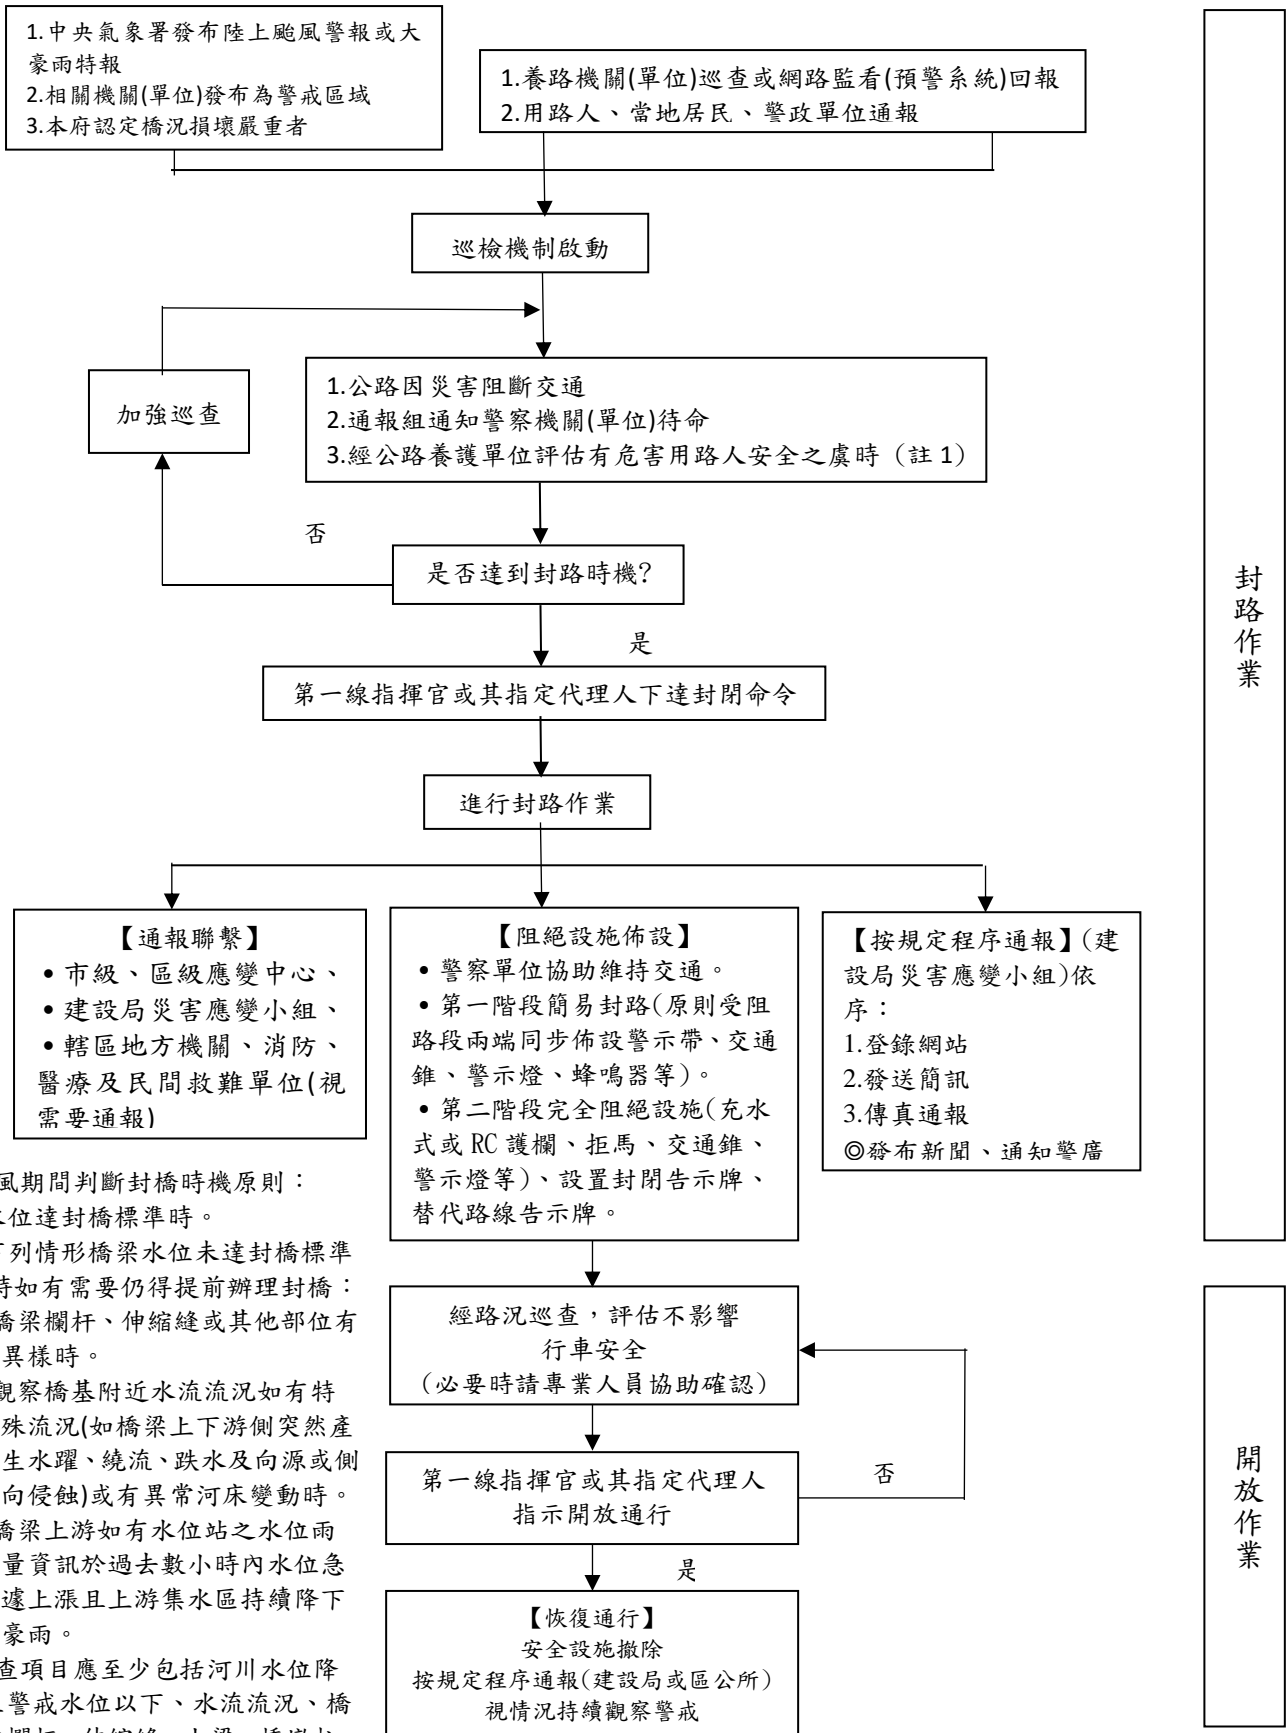 1.中央氣象署發布陸上颱風警報或大
豪雨特報
2.相關機關(單位)發布為警戒區域
3.本府認定橋況損壞嚴重者
1.養路機關(單位)巡查或網路監看(預警系統)回報
2.用路人、當地居民、警政單位通報
巡檢機制啟動
加強巡查
1.公路因災害阻斷交通
2.通報組通知警察機關(單位)待命
3.經公路養護單位評估有危害用路人安全之虞時（註1）
否
是否達到封路時機?
是
第一線指揮官或其指定代理人下達封閉命令
進行封路作業
【通報聯繫】
•市級、區級應變中心、
•建設局災害應變小組、
•轄區地方機關、消防、
醫療及民間救難單位(視
需要通報)
【阻絕設施佈設】
•警察單位協助維持交通。
•第一階段簡易封路(原則受阻
路段兩端同步佈設警示帶、交通
錐、警示燈、蜂鳴器等)。
•第二階段完全阻絕設施(充水
式或RC護欄、拒馬、交通錐、
警示燈等)、設置封閉告示牌、
替代路線告示牌。
【按規定程序通報】(建
設局災害應變小組)依
序：
1.登錄網站
2.發送簡訊
3.傳真通報
◎發布新聞、通知警廣
封路作業
風期間判斷封橋時機原則：
水位達封橋標準時。
下列情形橋梁水位未達封橋標準
時如有需要仍得提前辦理封橋：
橋梁欄杆、伸縮縫或其他部位有
異樣時。
觀察橋基附近水流流況如有特
殊流況(如橋梁上下游側突然產
生水躍、繞流、跌水及向源或側
向侵蝕)或有異常河床變動時。
橋梁上游如有水位站之水位雨
量資訊於過去數小時內水位急
遽上漲且上游集水區持續降下
豪雨。
查項目應至少包括河川水位降
警戒水位以下、水流流況、橋
經路況巡查，評估不影響
行車安全
(必要時請專業人員協助確認)
第一線指揮官或其指定代理人
指示開放通行
否
是
【恢復通行】
安全設施撤除
按規定程序通報(建設局或區公所)
視情況持續觀察警戒
開放作業